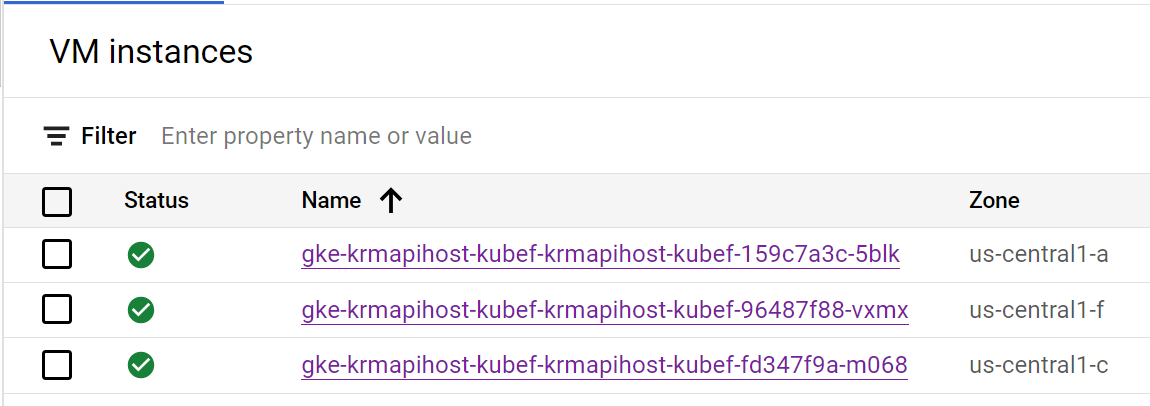 VM instances
Filter Enter property name or value
Status Name Zone
gke-krmapihost-kubef-krmapihost-kubef-159c7a3c-5blk us-central1-a
gke-krmapihost-kubef-krmapihost-kubef-96487f88-vxmx us-central1-f
gke-krmapihost-kubef-krmapihost-kubef-fd347f9a-m068 us-central1-c